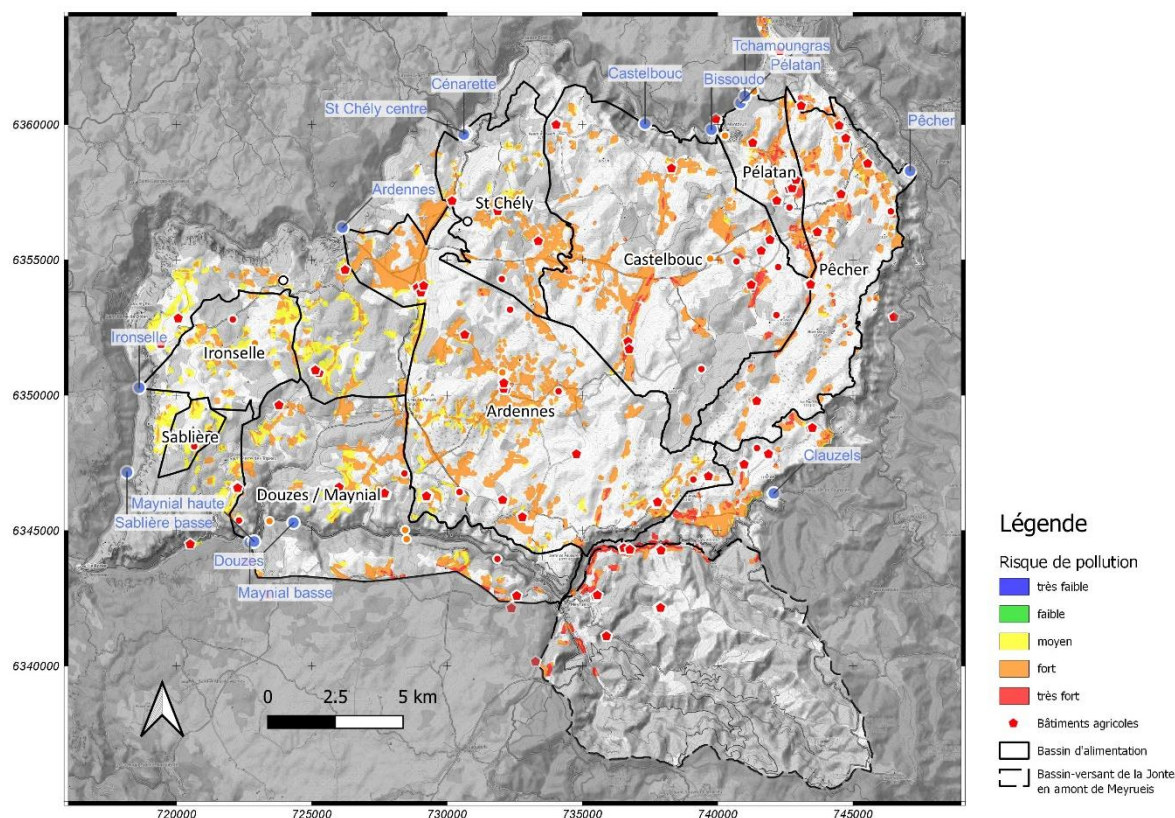 Tchamoungras
Pélatan
Cénarette
Castelbouc
Bissoudo
St Chély centre
Pêcher
6360000
Pélatan
St Chély
Ardennes
6355000
Castelbouc
Pêcher
Ironselle
Ironselle
6350000
Ardennes
Sablière
Clauzels
Douzes / Maynial
Maynial haute
Sablière basse
6345000
Douzes
Maynial basse
6340000
0 2.5 5 km
720000 725000 730000 735000 740000 745000
Légende
Risque de pollution
très faible
faible
moyen
fort
très fort
Bâtiments agricoles
Bassin d'alimentation
Bassin-versant de la Jonte
en amont de Meyrueis